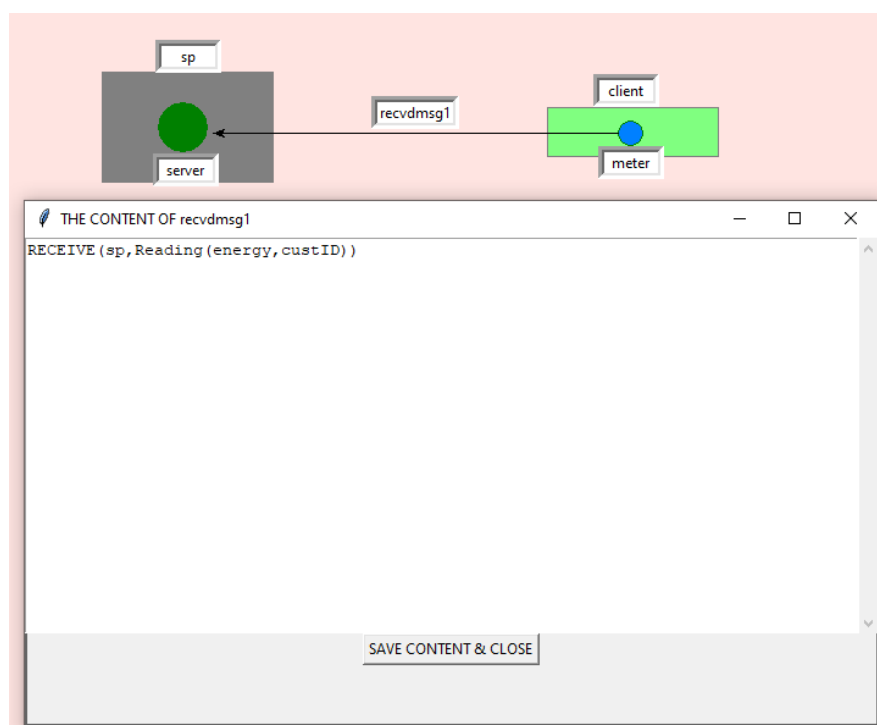 sp
client
recvdmsg1
server
meter
THE CONTENT OF recvdmsg1
RECEIVE(sp,Reading(energy,custID))
SAVE CONTENT & CLOSE